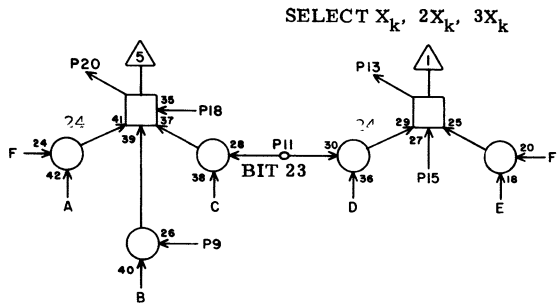 SELECT Xk, 2Xk, 3Xk
5 1
P20 P13
35 P18
24 41 39 37 24 29 27 25
F 24 28 P11 30 20 F
42 38 BIT 23 36 P15 18
A C D E
26 P9
40
B